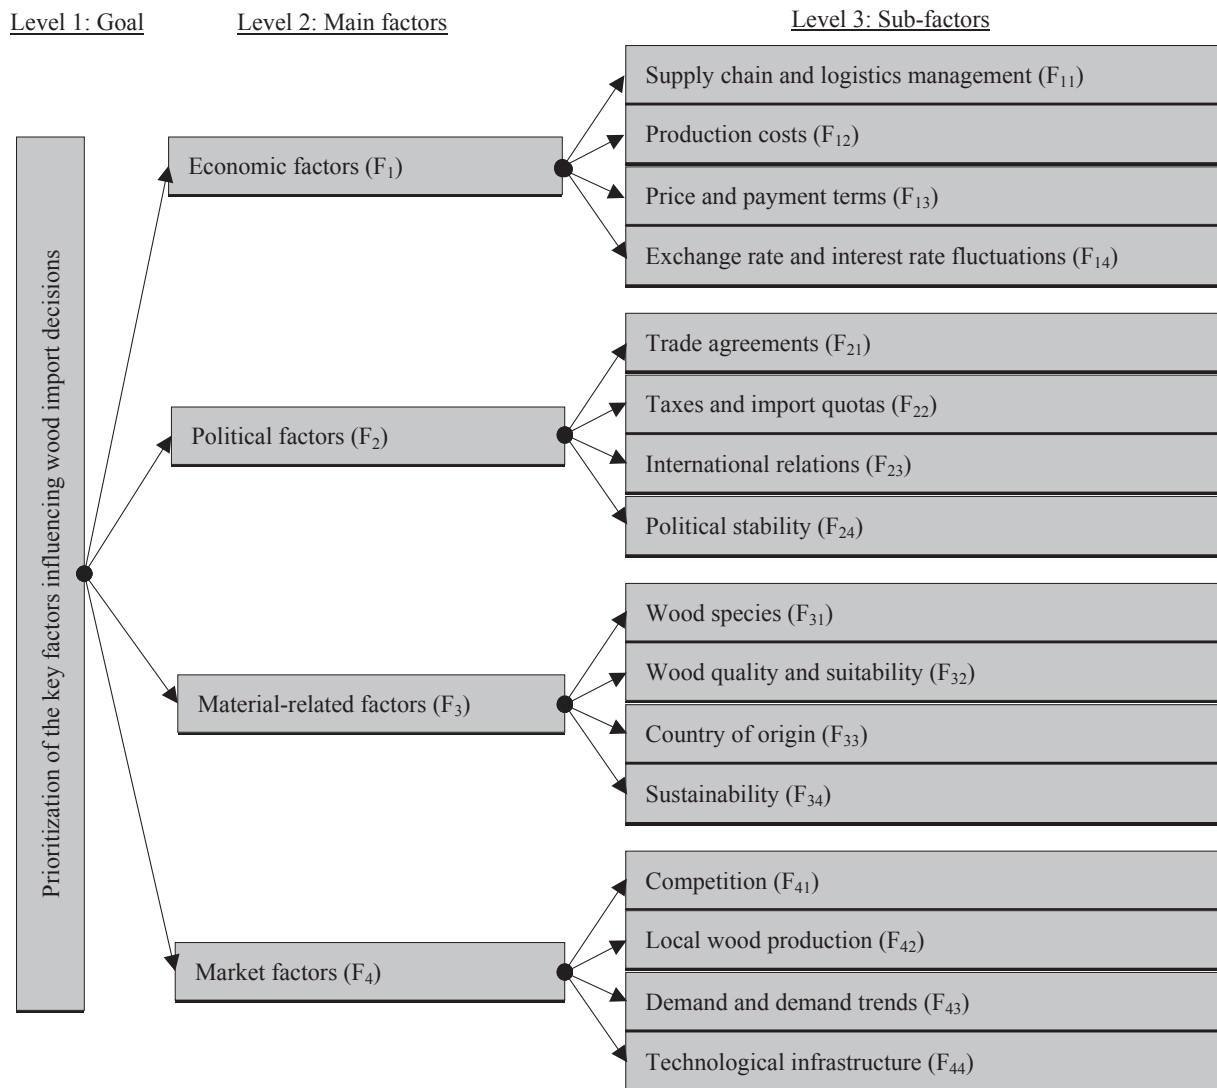 Level 1: Goal
Level 2: Main factors
Level 3: Sub-factors
Prioritization of the key factors influencing wood import decisions
Economic factors (F₁)
Supply chain and logistics management (F₁₁)
Production costs (F₁₂)
Price and payment terms (F₁₃)
Exchange rate and interest rate fluctuations (F₁₄)
Political factors (F₂)
Trade agreements (F₂₁)
Taxes and import quotas (F₂₂)
International relations (F₂₃)
Political stability (F₂₄)
Material-related factors (F₃)
Wood species (F₃₁)
Wood quality and suitability (F₃₂)
Country of origin (F₃₃)
Sustainability (F₃₄)
Market factors (F₄)
Competition (F₄₁)
Local wood production (F₄₂)
Demand and demand trends (F₄₃)
Technological infrastructure (F₄₄)